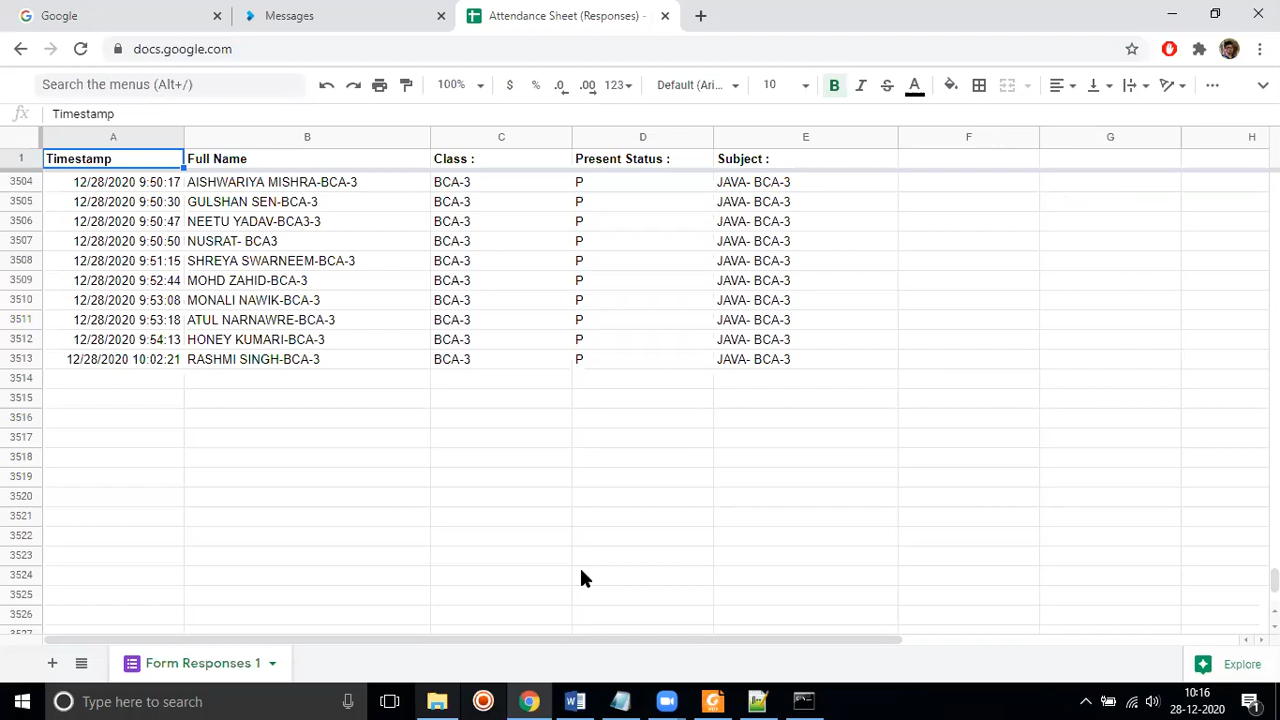 Google
Messages
Attendance Sheet (Responses) -
docs.google.com
Search the menus (Alt+/)
100%
$
%
.0
.00
123
Default (Ari...
10
B
I
S
A
fx
Timestamp
A B C D E F G H
1 Timestamp Full Name Class : Present Status : Subject :
3504 12/28/2020 9:50:17 AISHWARIYA MISHRA-BCA-3 BCA-3 P JAVA- BCA-3
3505 12/28/2020 9:50:30 GULSHAN SEN-BCA-3 BCA-3 P JAVA- BCA-3
3506 12/28/2020 9:50:47 NEETU YADAV-BCA3-3 BCA-3 P JAVA- BCA-3
3507 12/28/2020 9:50:50 NUSRAT- BCA3 BCA-3 P JAVA- BCA-3
3508 12/28/2020 9:51:15 SHREYA SWARNEEM-BCA-3 BCA-3 P JAVA- BCA-3
3509 12/28/2020 9:52:44 MOHD ZAHID-BCA-3 BCA-3 P JAVA- BCA-3
3510 12/28/2020 9:53:08 MONALI NAWIK-BCA-3 BCA-3 P JAVA- BCA-3
3511 12/28/2020 9:53:18 ATUL NARNAWRE-BCA-3 BCA-3 P JAVA- BCA-3
3512 12/28/2020 9:54:13 HONEY KUMARI-BCA-3 BCA-3 P JAVA- BCA-3
3513 12/28/2020 10:02:21 RASHMI SINGH-BCA-3 BCA-3 P JAVA- BCA-3
3514
3515
3516
3517
3518
3519
3520
3521
3522
3523
3524
3525
3526
3527
Form Responses 1
Explore
Type here to search
10:16
28-12-2020